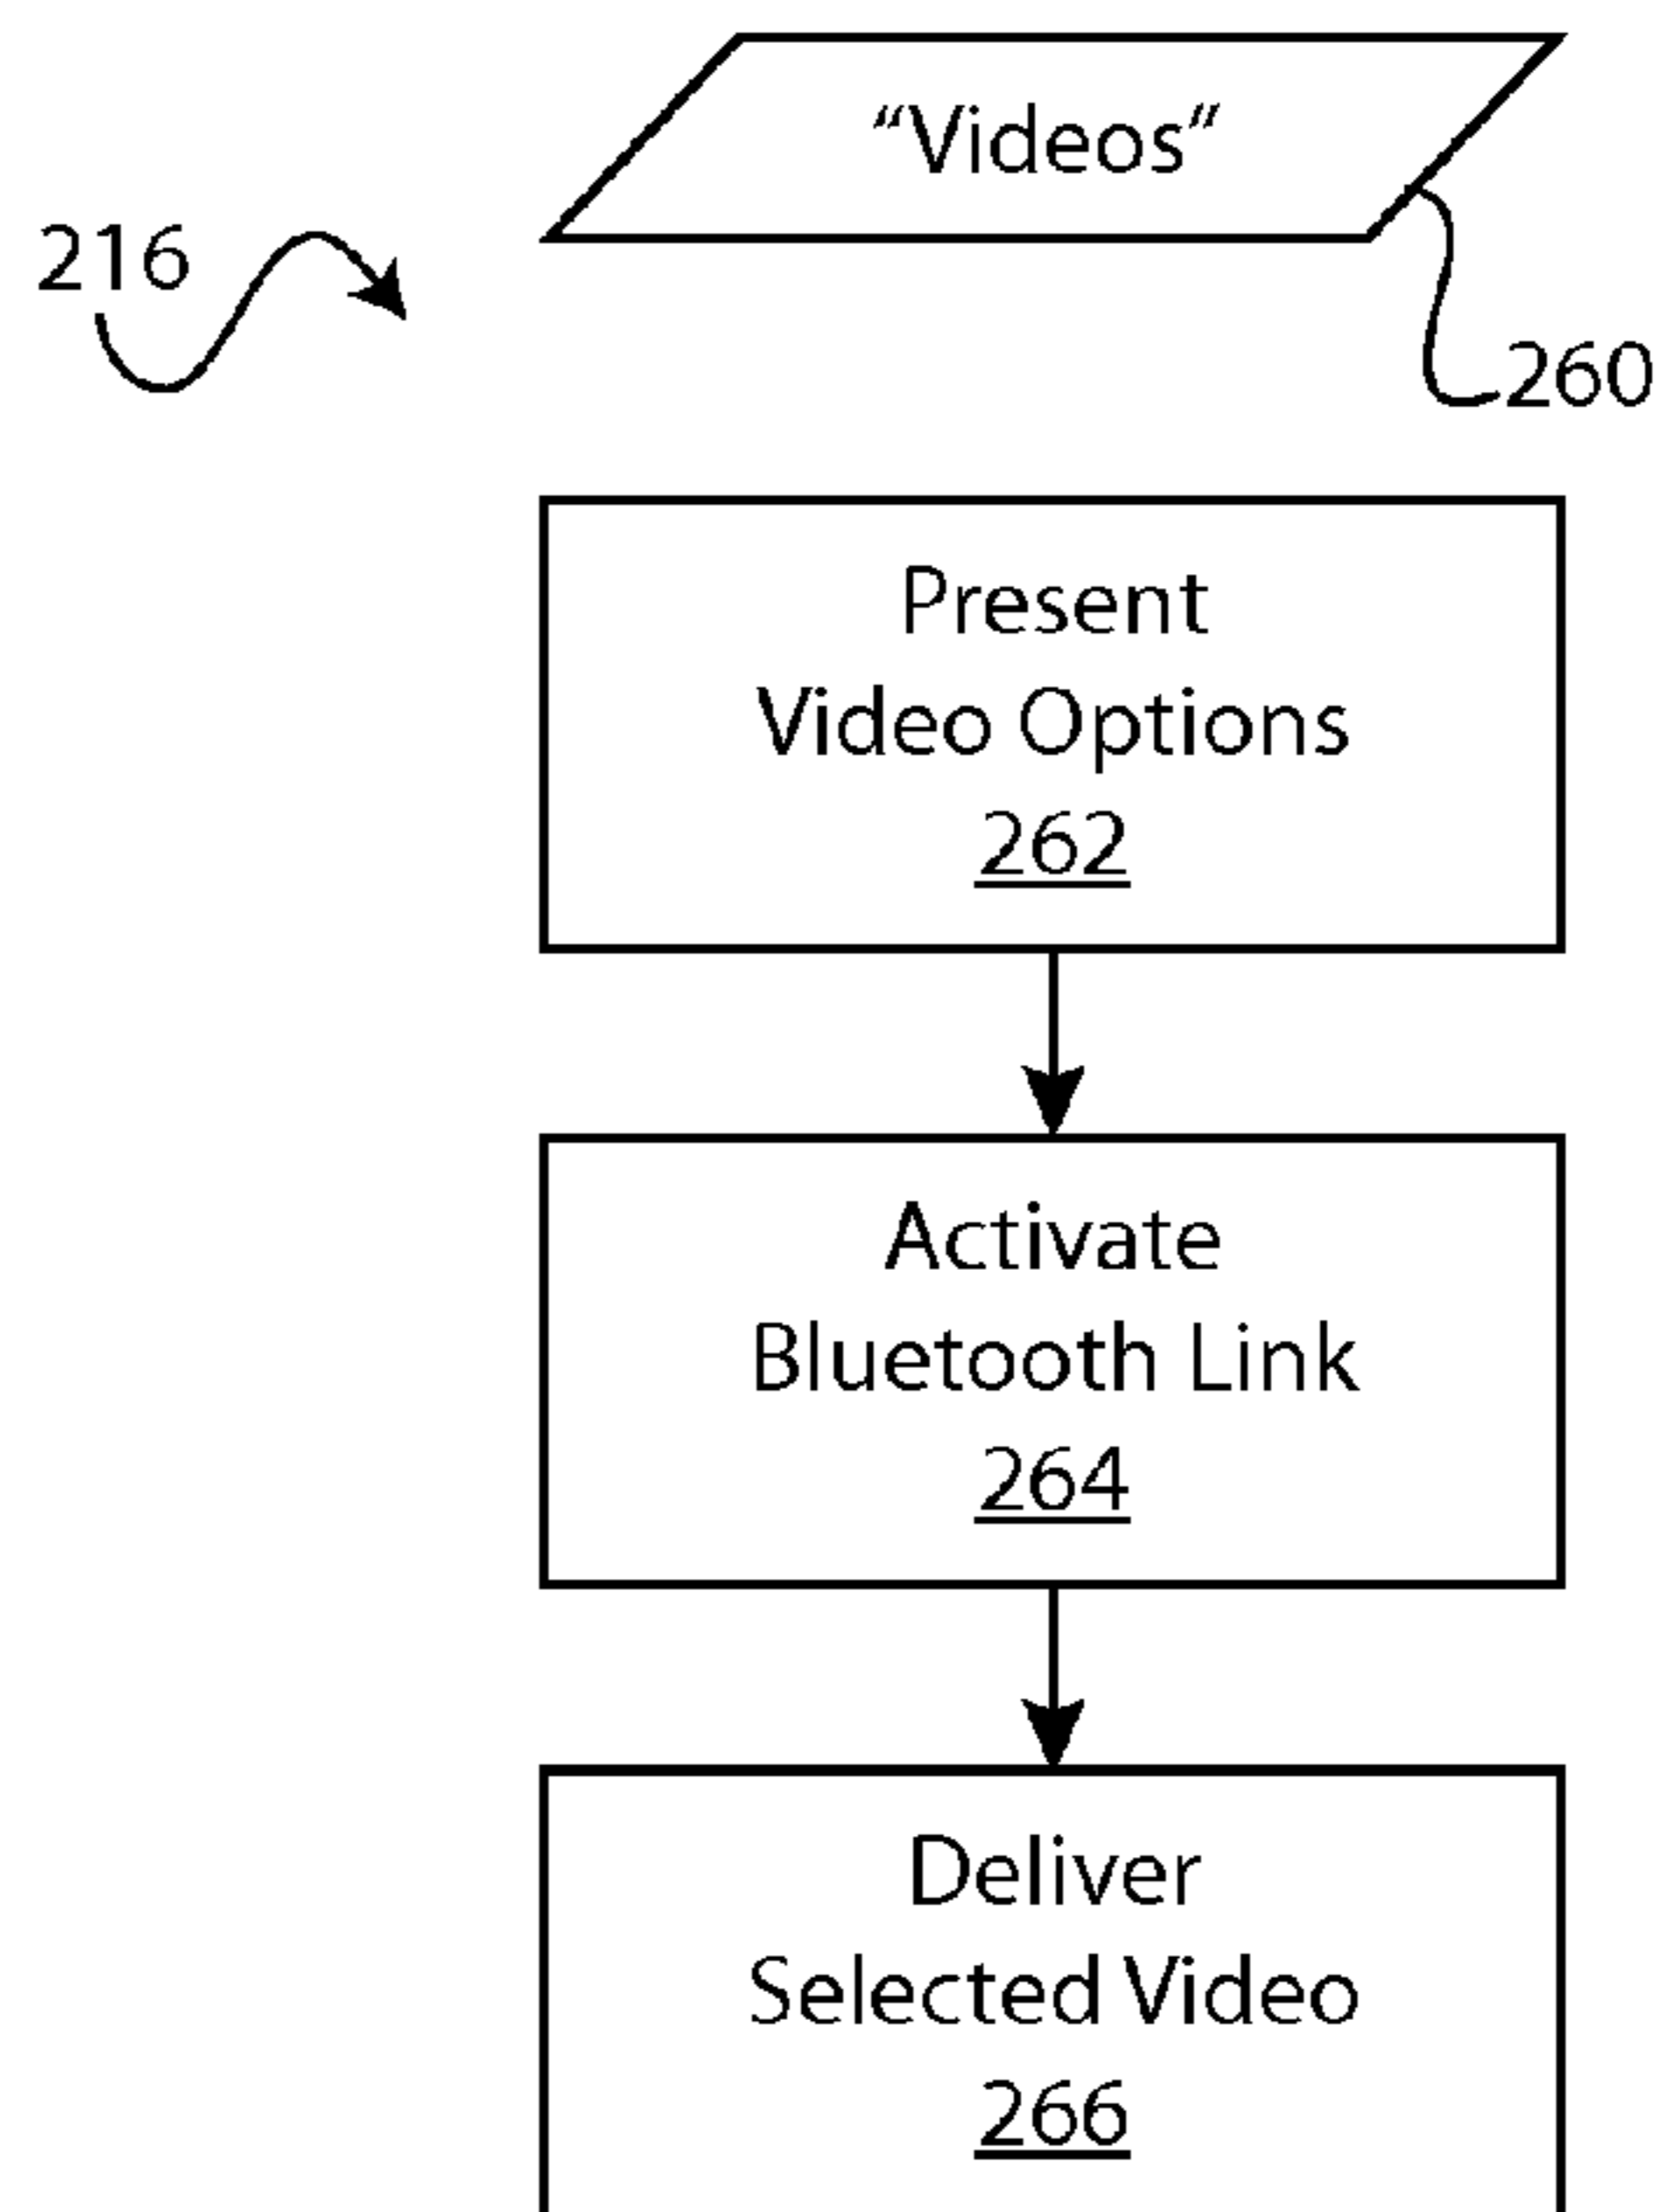 “Videos”
216
260
Present
Video Options
262
Activate
Bluetooth Link
264
Deliver
Selected Video
266